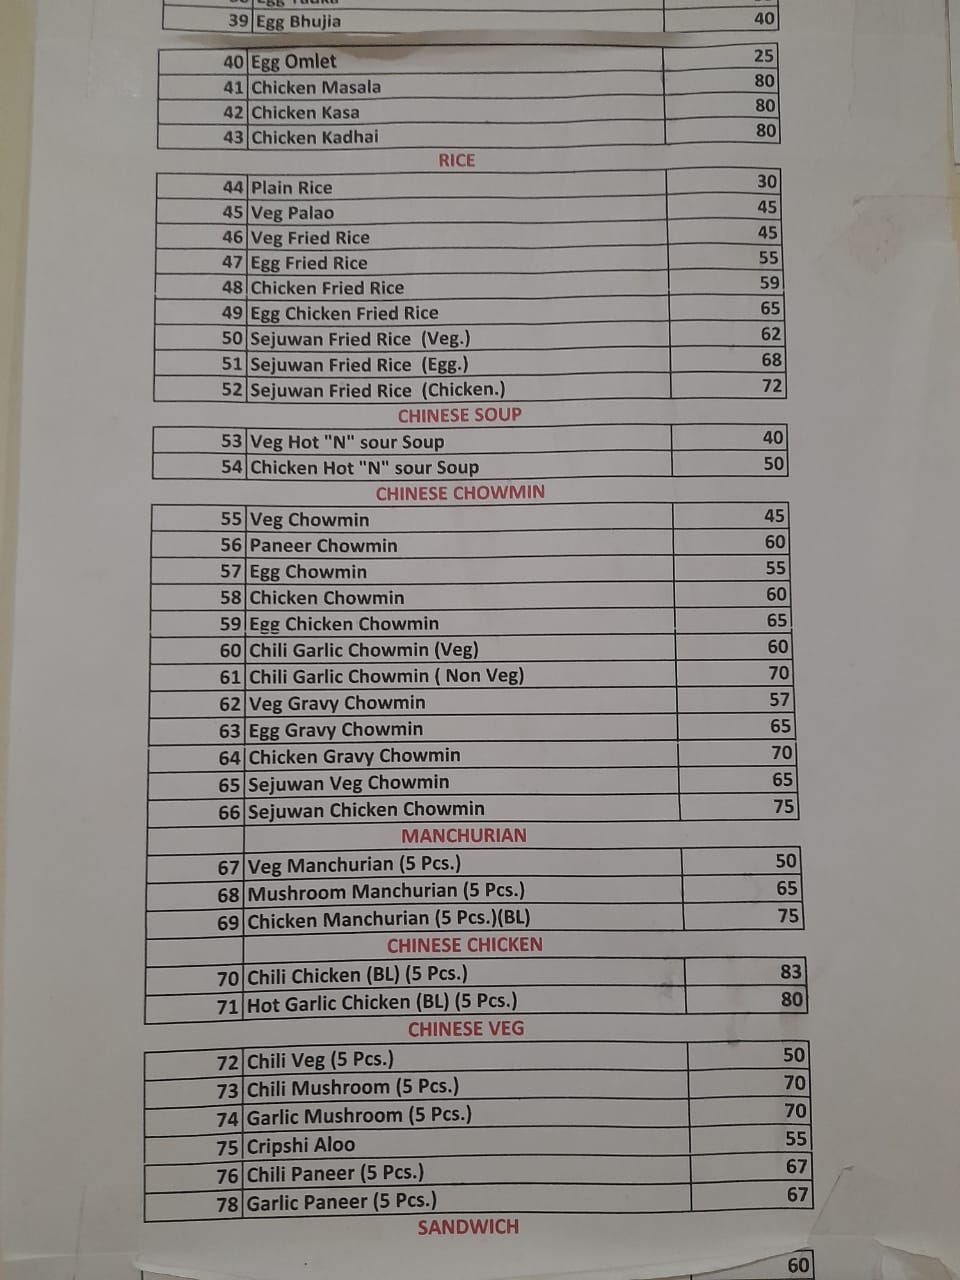 39 Egg Bhujia 40
40 Egg Omlet 25
41 Chicken Masala 80
42 Chicken Kasa 80
43 Chicken Kadhai 80
RICE
44 Plain Rice 30
45 Veg Palao 45
46 Veg Fried Rice 45
47 Egg Fried Rice 55
48 Chicken Fried Rice 59
49 Egg Chicken Fried Rice 65
50 Sejuwan Fried Rice (Veg.) 62
51 Sejuwan Fried Rice (Egg.) 68
52 Sejuwan Fried Rice (Chicken.) 72
CHINESE SOUP
53 Veg Hot "N" sour Soup 40
54 Chicken Hot "N" sour Soup 50
CHINESE CHOWMIN
55 Veg Chowmin 45
56 Paneer Chowmin 60
57 Egg Chowmin 55
58 Chicken Chowmin 60
59 Egg Chicken Chowmin 65
60 Chili Garlic Chowmin (Veg) 60
61 Chili Garlic Chowmin ( Non Veg) 70
62 Veg Gravy Chowmin 57
63 Egg Gravy Chowmin 65
64 Chicken Gravy Chowmin 70
65 Sejuwan Veg Chowmin 65
66 Sejuwan Chicken Chowmin 75
MANCHURIAN
67 Veg Manchurian (5 Pcs.) 50
68 Mushroom Manchurian (5 Pcs.) 65
69 Chicken Manchurian (5 Pcs.)(BL) 75
CHINESE CHICKEN
70 Chili Chicken (BL) (5 Pcs.) 83
71 Hot Garlic Chicken (BL) (5 Pcs.) 80
CHINESE VEG
72 Chili Veg (5 Pcs.) 50
73 Chili Mushroom (5 Pcs.) 70
74 Garlic Mushroom (5 Pcs.) 70
75 Cripshi Aloo 55
76 Chili Paneer (5 Pcs.) 67
78 Garlic Paneer (5 Pcs.) 67
SANDWICH
60